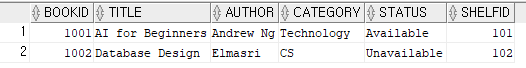 BOOKID TITLE AUTHOR CATEGORY STATUS SHELFID
1 1001 AI for Beginners Andrew Ng Technology Available 101
2 1002 Database Design Elmasri CS Unavailable 102